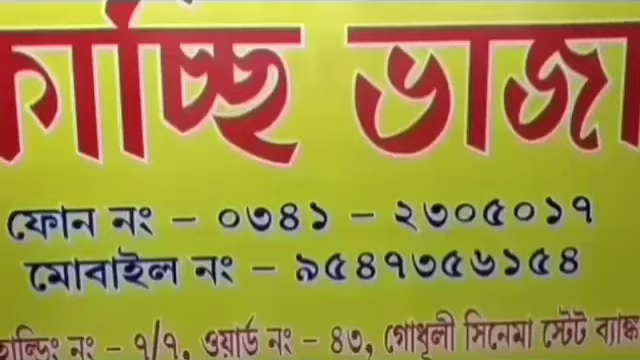 কাচ্ছি ভাজা
ফোন নং – ০৩৪১ – ২৩০৫০১৭
মোবাইল নং – ৯৫৪৭৩৫৬১৫৪
নং – ৭/৭, ওয়ার্ড নং – ৪৩, গোধূলী সিনেমা স্টেট ব্যাঙ্ক